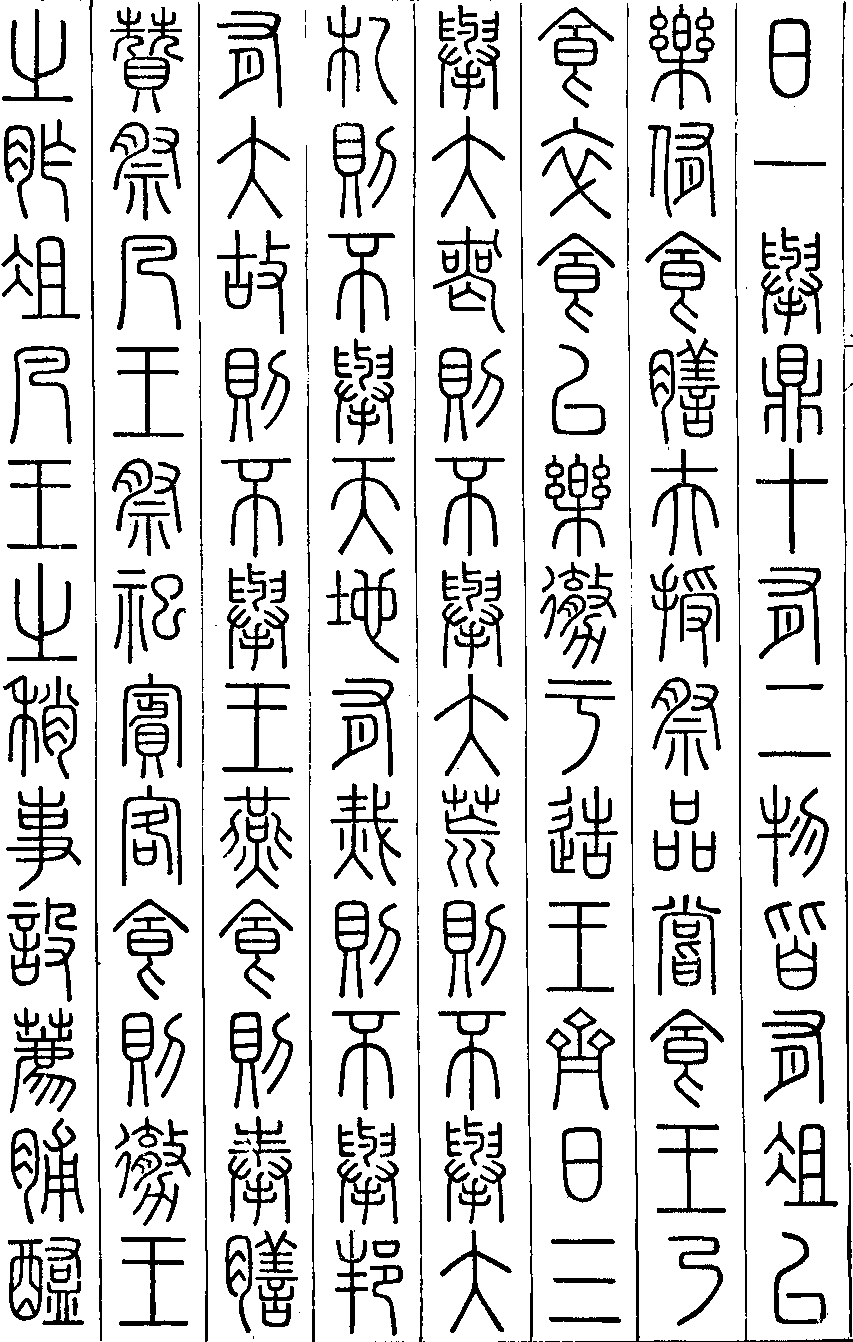 日一舉鼎十有二物皆有俎以
樂侑食膳夫授祭品嘗食王乃
食卒食以樂徹于造王齊日三
舉大喪則不舉大荒則不舉大
札則不舉天地有烖則不舉邦
有大故則不舉王燕食則奉膳
贊祭凡王祭祀賓客食則徹王
之胙俎凡王之稍事設薦脯醢